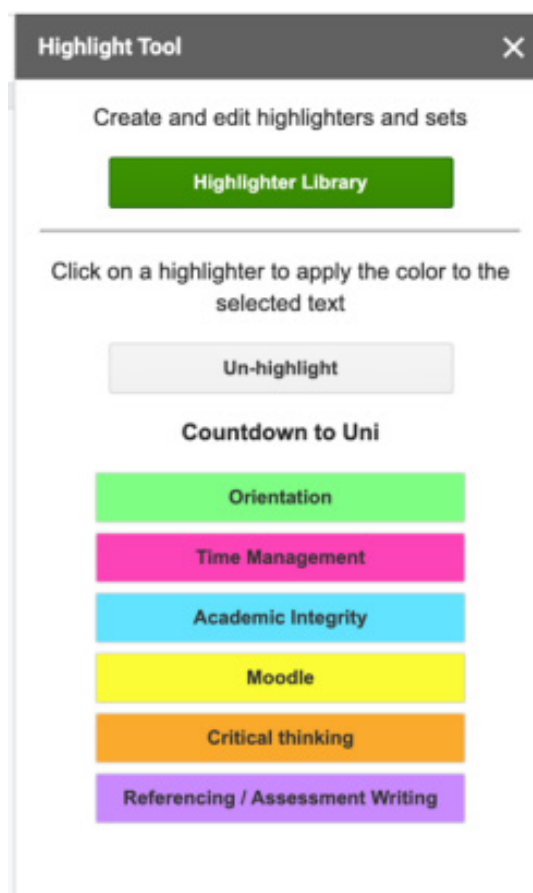 Highlight Tool
Create and edit highlighters and sets
Highlighter Library
Click on a highlighter to apply the color to the
selected text
Un-highlight
Countdown to Uni
Orientation
Time Management
Academic Integrity
Moodle
Critical thinking
Referencing / Assessment Writing